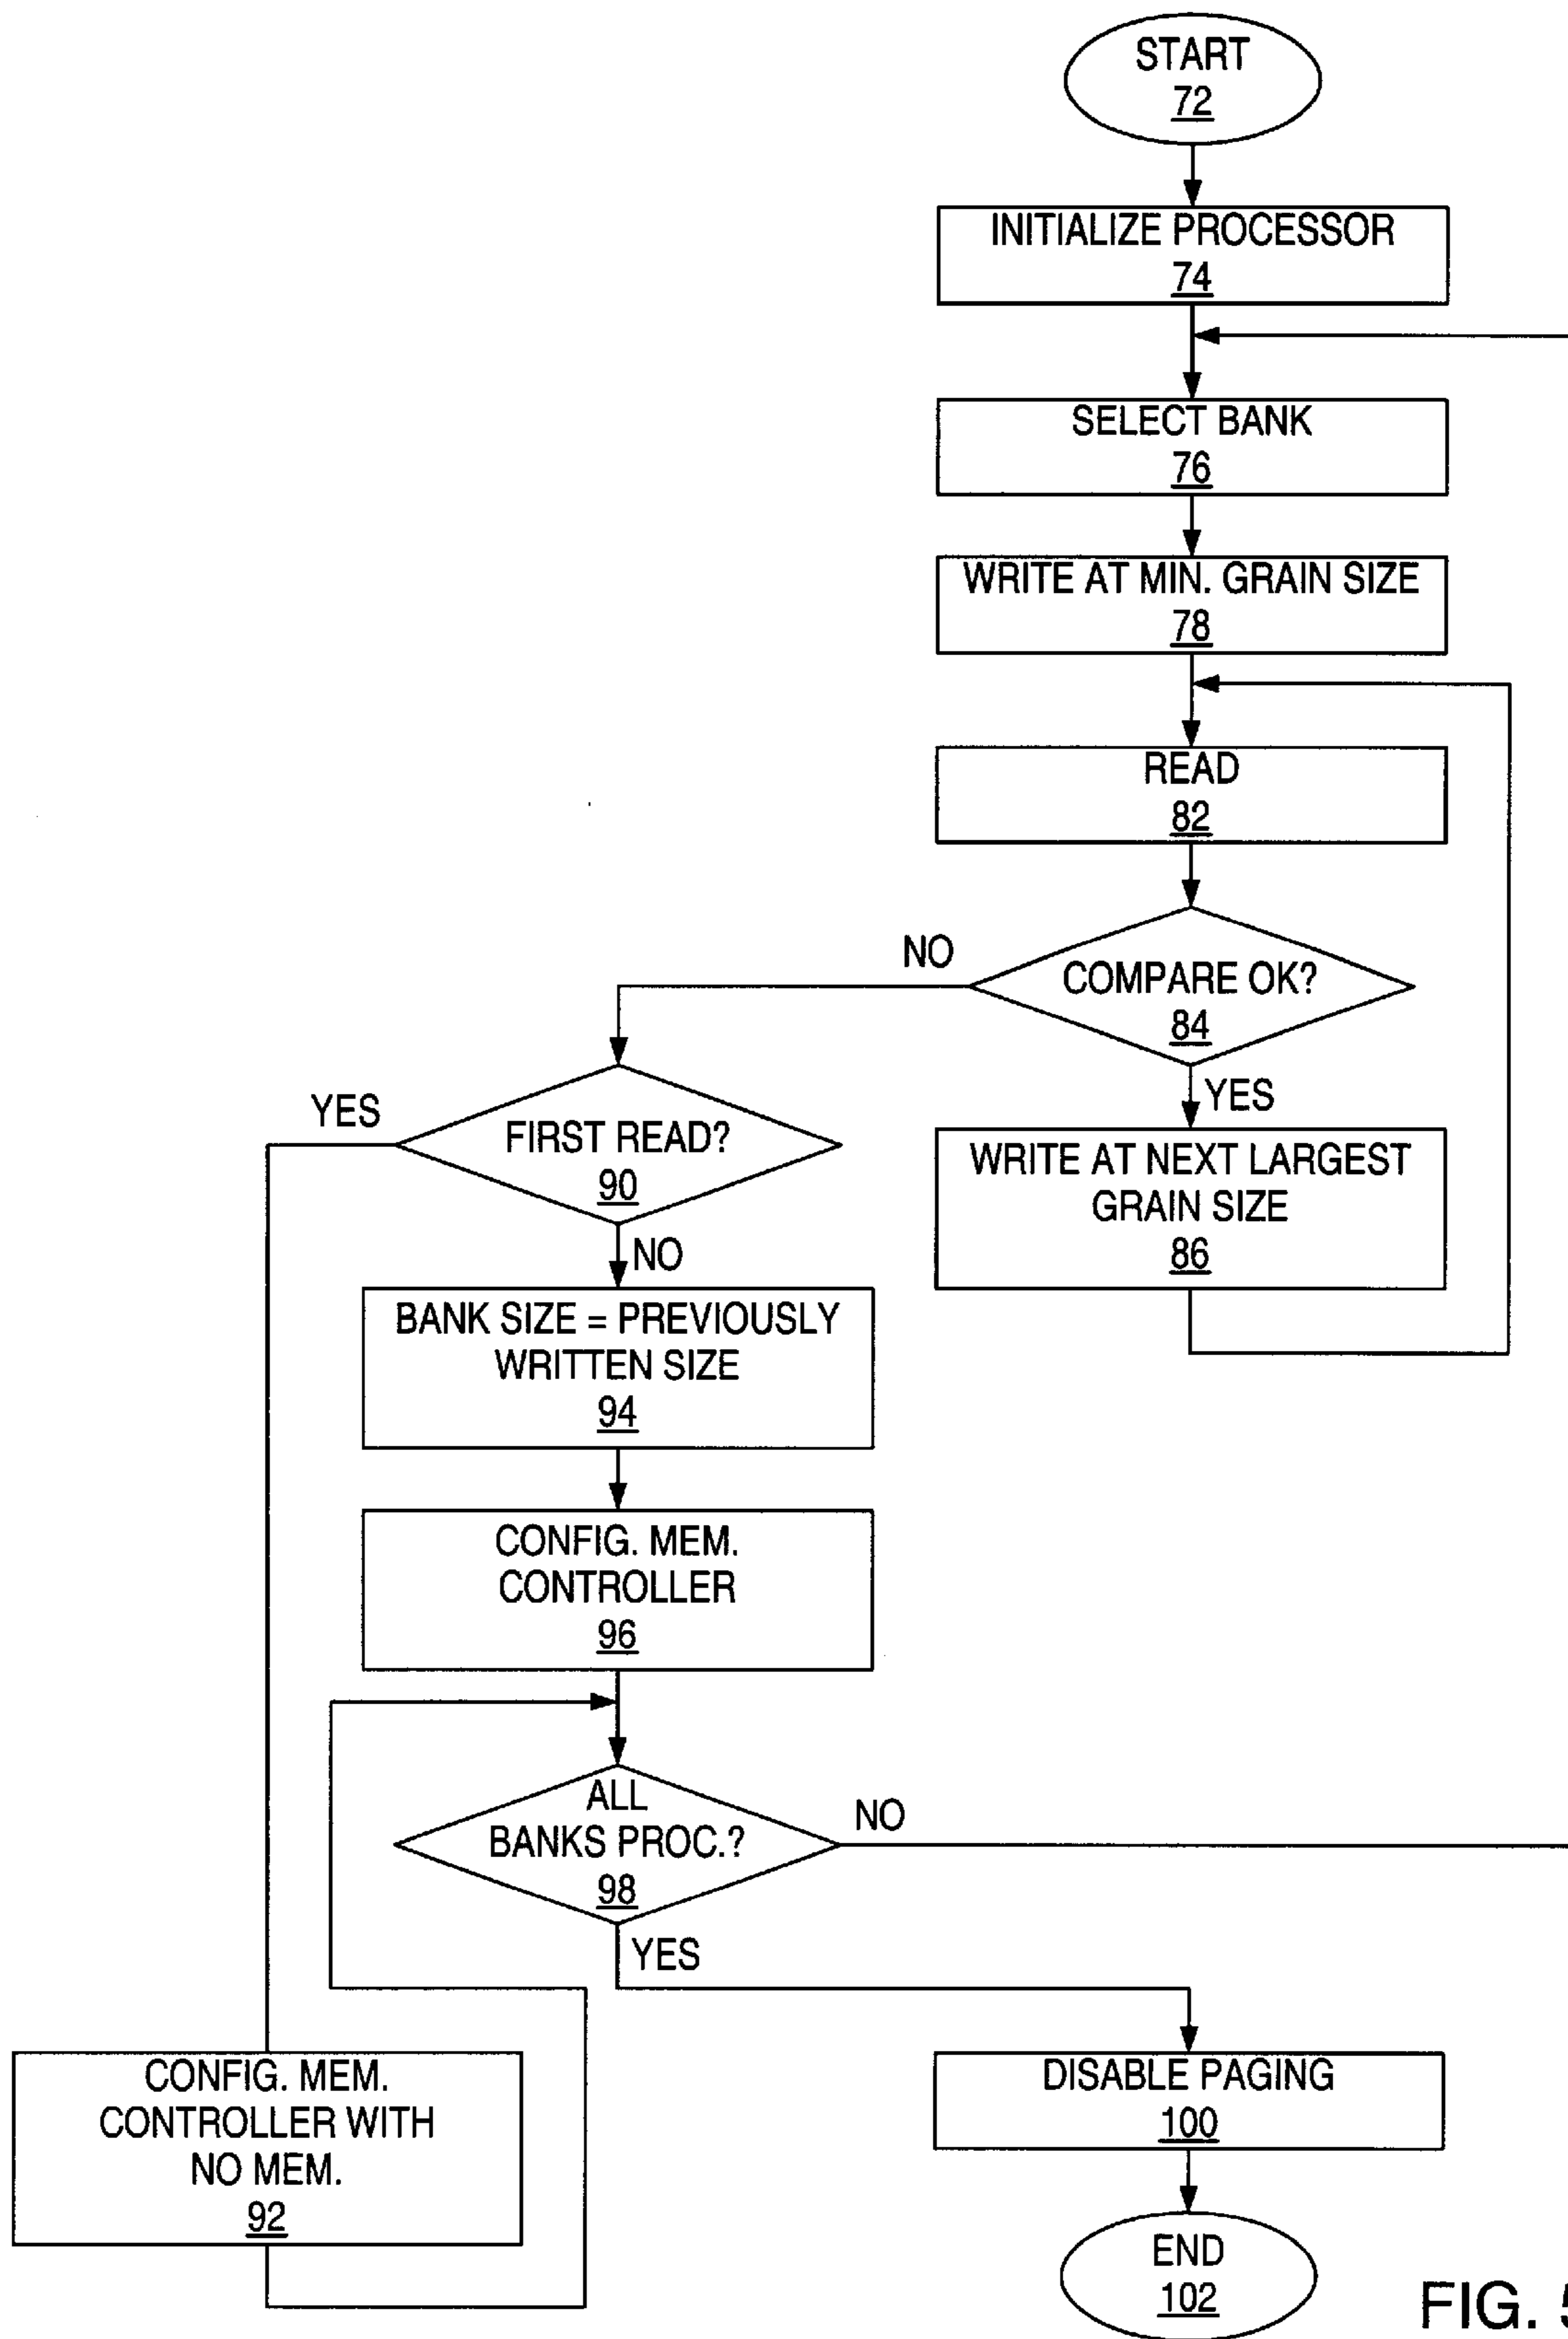 START
72
INITIALIZE PROCESSOR
74
SELECT BANK
76
WRITE AT MIN. GRAIN SIZE
78
READ
82
COMPARE OK?
84
NO
YES
FIRST READ?
90
YES
NO
WRITE AT NEXT LARGEST
GRAIN SIZE
86
BANK SIZE = PREVIOUSLY
WRITTEN SIZE
94
CONFIG. MEM.
CONTROLLER
96
ALL
BANKS PROC.?
98
NO
YES
CONFIG. MEM.
CONTROLLER WITH
NO MEM.
92
DISABLE PAGING
100
END
102
FIG. 5